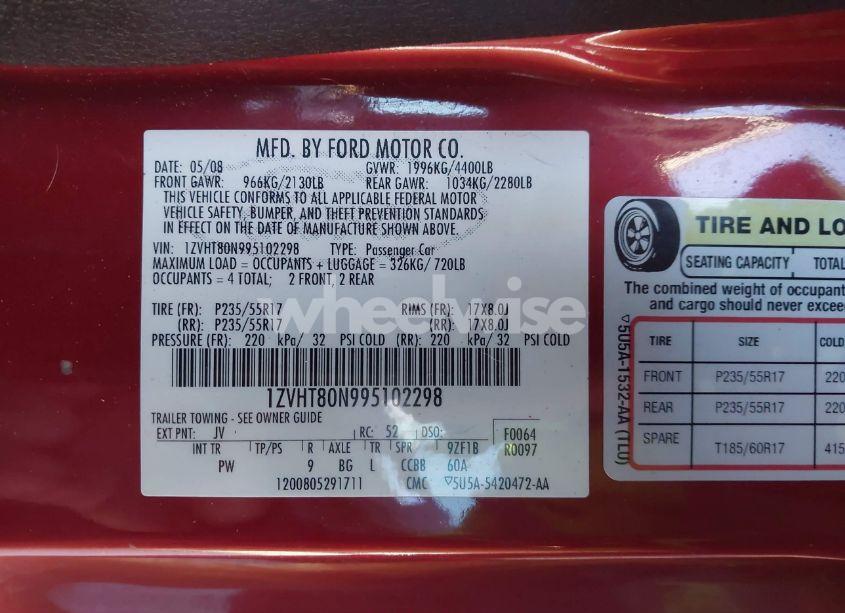 MFD. BY FORD MOTOR CO.
DATE: 05/08 GVWR: 1996KG/4400LB
FRONT GAWR: 966KG/2130LB REAR GAWR: 1034KG/2280LB
THIS VEHICLE CONFORMS TO ALL APPLICABLE FEDERAL MOTOR
VEHICLE SAFETY, BUMPER, AND THEFT PREVENTION STANDARDS
IN EFFECT ON THE DATE OF MANUFACTURE SHOWN ABOVE.
VIN: 1ZVHT80N995102298 TYPE: Passenger Car
MAXIMUM LOAD = OCCUPANTS + LUGGAGE = 326KG/ 720LB
OCCUPANTS = 4 TOTAL; 2 FRONT, 2 REAR
TIRE (FR): P235/55R17 RIMS (FR): 17X8.0J
(RR): P235/55R17 (RR): 17X8.0J
PRESSURE (FR): 220 kPa/ 32 PSI COLD (RR): 220 kPa/ 32 PSI COLD
1ZVHT80N995102298
TRAILER TOWING - SEE OWNER GUIDE
EXT PNT: JV RC: 52 DSO: F0064
INT TR TP/PS R AXLE TR SPR 9ZF1B R0097
PW 9 BG L CCBB 60A
1200805291711 CMC ▽5U5A-5420472-AA
wheelwise
TIRE AND LO
SEATING CAPACITY TOTAL
The combined weight of occupant
and cargo should never excee
▽5U5A-1532-AA (TLU)
TIRE SIZE COLD
FRONT P235/55R17 220
REAR P235/55R17 220
SPARE T185/60R17 415